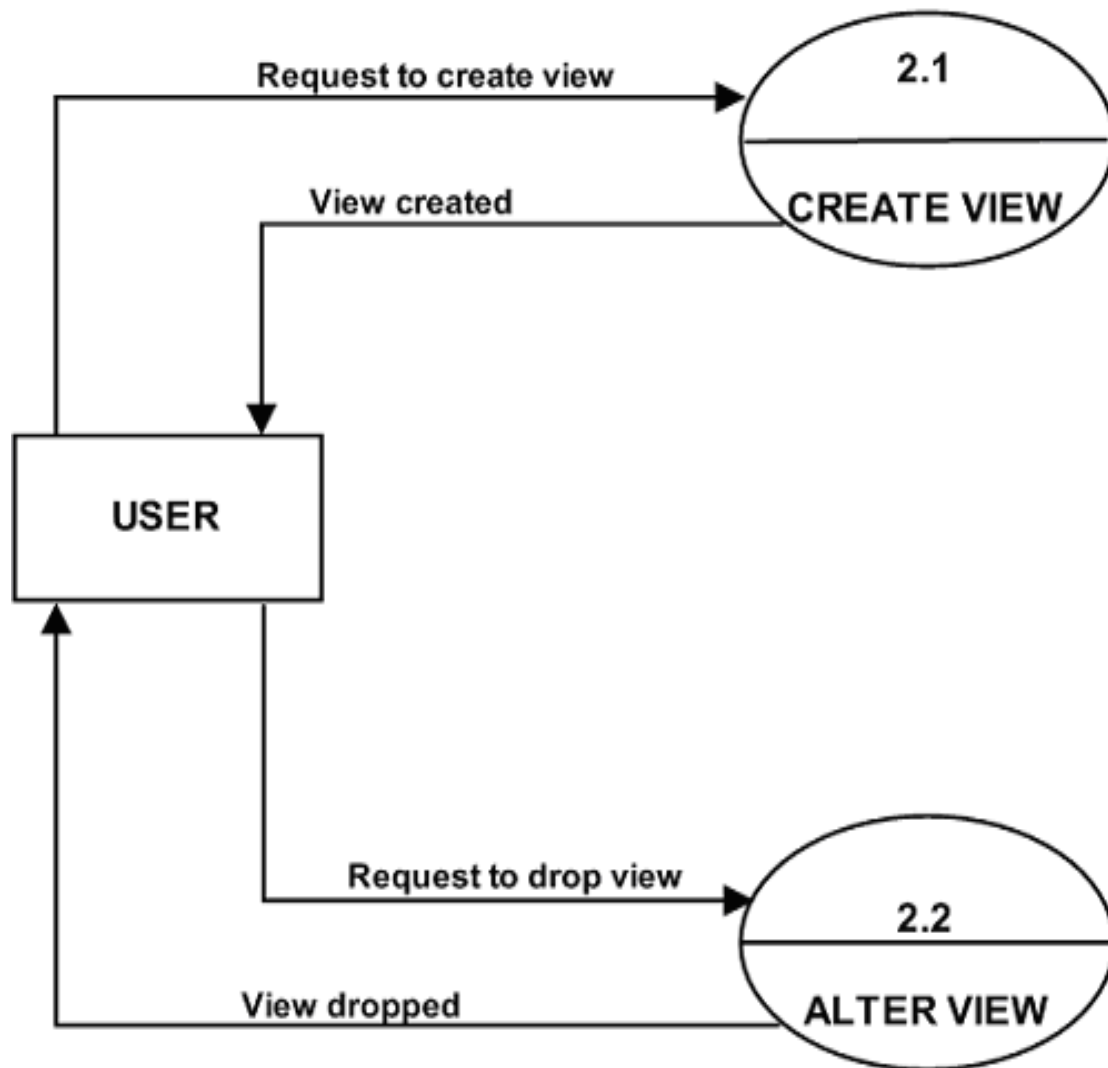 Request to create view
2.1
View created
CREATE VIEW
USER
Request to drop view
2.2
View dropped
ALTER VIEW